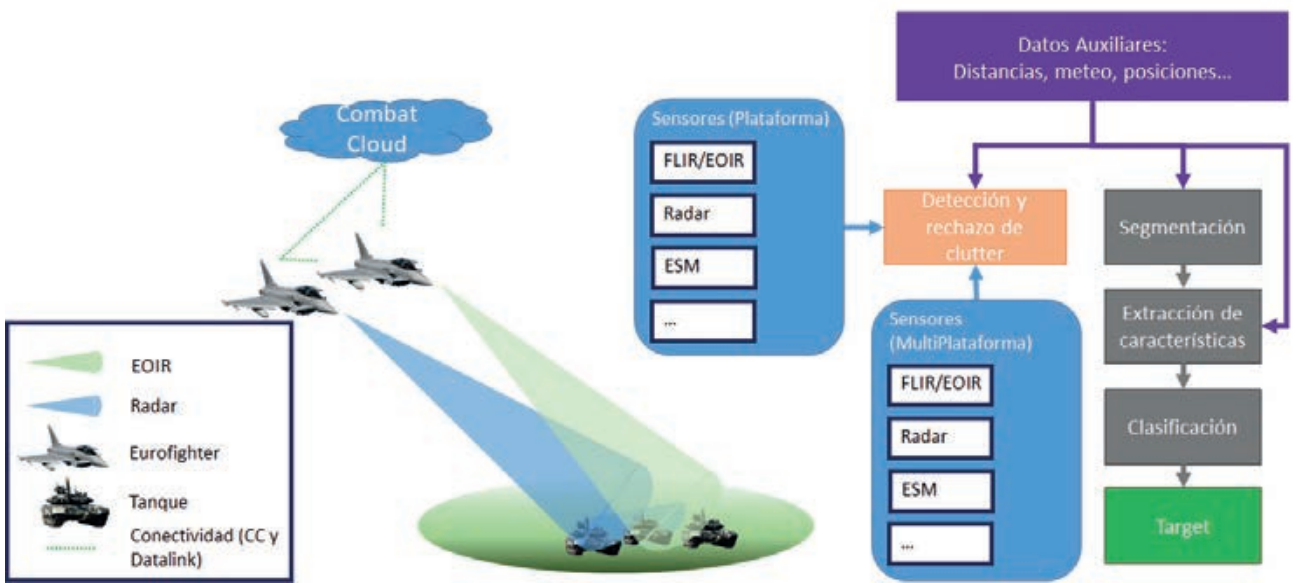 Datos Auxiliares:
Distancias, meteo, posiciones...
Combat
Cloud
Sensores (Plataforma)
FLIR/EOIR
Radar
ESM
...
Detección y
rechazo de
clutter
Segmentación
Extracción de
características
Clasificación
Target
Sensores
(MultiPlataforma)
FLIR/EOIR
Radar
ESM
...
EOIR
Radar
Eurofighter
Tanque
Conectividad (CC y
Datalink)